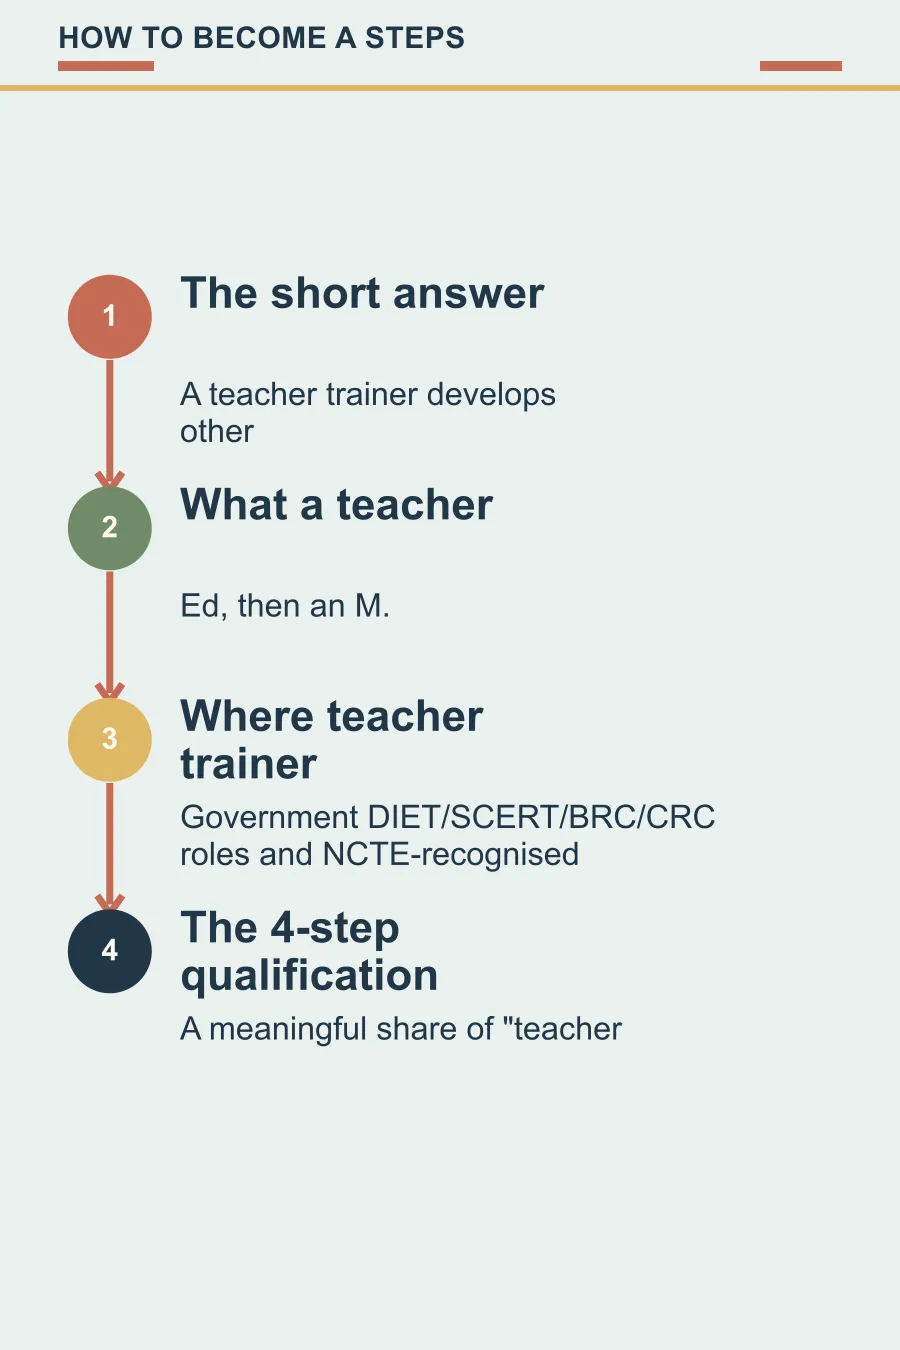 HOW TO BECOME A STEPS
1
The short answer
A teacher trainer develops
other
2
What a teacher
Ed, then an M.
3
Where teacher
trainer
Government DIET/SCERT/BRC/CRC
roles and NCTE-recognised
4
The 4-step
qualification
A meaningful share of "teacher